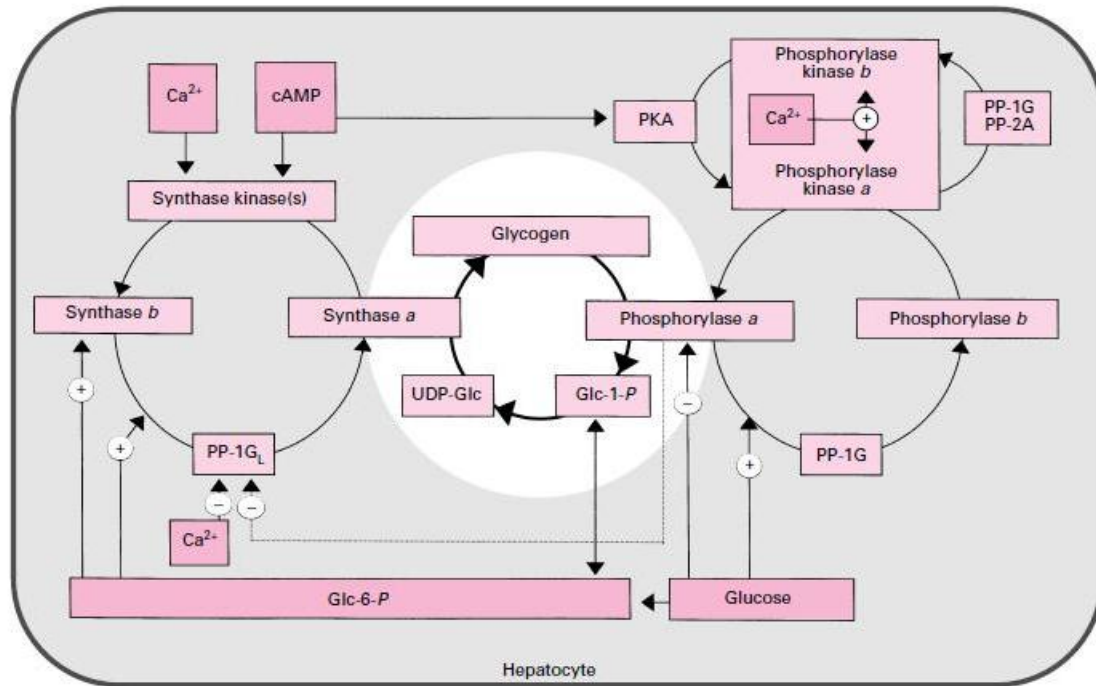 Ca²⁺
cAMP
PKA
Phosphorylase
kinase b
Ca²⁺
+
Phosphorylase
kinase a
PP-1G
PP-2A
Synthase kinase(s)
Glycogen
Synthase b
Synthase a
Phosphorylase a
Phosphorylase b
UDP-Glc
Glc-1-P
+
+
−
+
PP-1G_L
PP-1G
−
−
Ca²⁺
Glc-6-P
Glucose
Hepatocyte